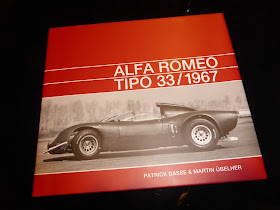 ALFA ROMEO
TIPO 33/1967
PATRICK DASSE & MARTIN ÜBELHER